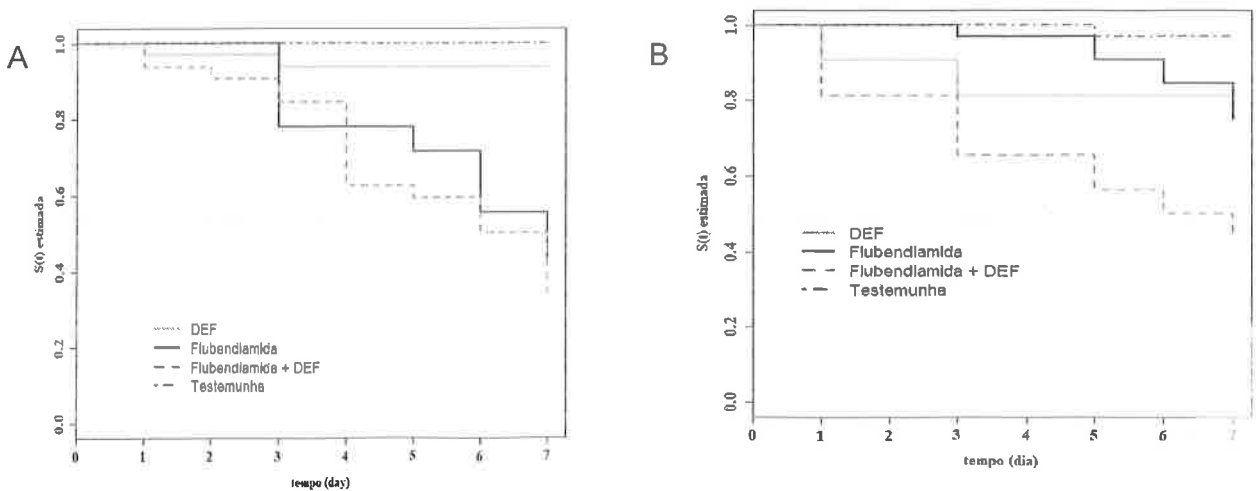 A
S(t) estimada
1.0
0.8
0.6
0.4
0.2
0.0
DEF
Flubendiamida
Flubendiamida + DEF
Testemunha
0 1 2 3 4 5 6 7
tempo (day)
B
S(t) estimada
1.0
0.8
0.6
0.4
0.2
0.0
DEF
Flubendiamida
Flubendiamida + DEF
Testemunha
0 1 2 3 4 5 6 7
tempo (dia)